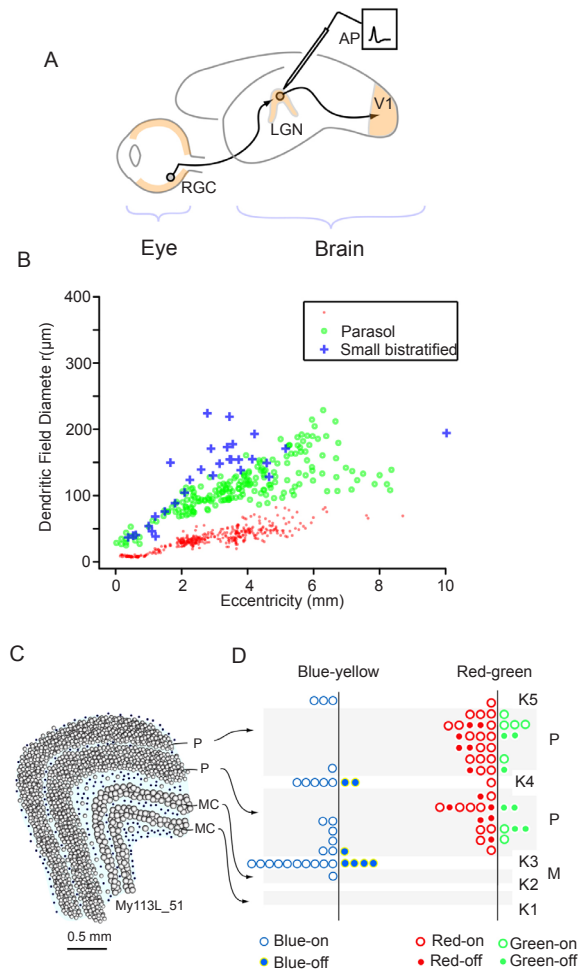 A
AP
V1
LGN
RGC
Eye
Brain
B
400
300
200
100
0
Dendritic Field Diamete r(μm)
Parasol
Small bistratified
0
2
4
6
8
10
Eccentricity (mm)
C
D
Blue-yellow
Red-green
K5
P
P
P
K4
P
MC
MC
K3
M
K2
K1
My113L_51
0.5 mm
Blue-on
Red-on
Green-on
Blue-off
Red-off
Green-off